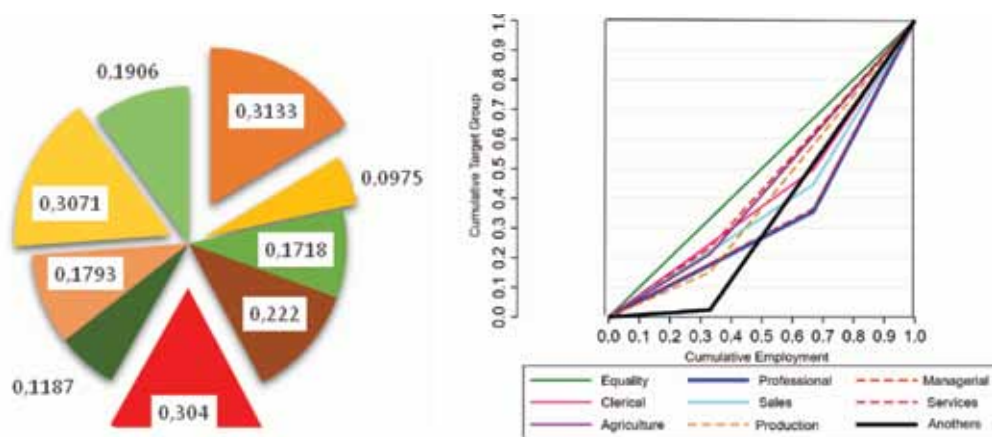 0,1906
0,3133
0,0975
0,3071
0,1718
0,1793
0,222
0,1187
0,304
Cumulative Target Group
0.0 0.1 0.2 0.3 0.4 0.5 0.6 0.7 0.8 0.9 1.0
0.0 0.1 0.2 0.3 0.4 0.5 0.6 0.7 0.8 0.9 1.0
Cumulative Employment
Equality Professional Managerial
Clerical Sales Services
Agriculture Production Anothers